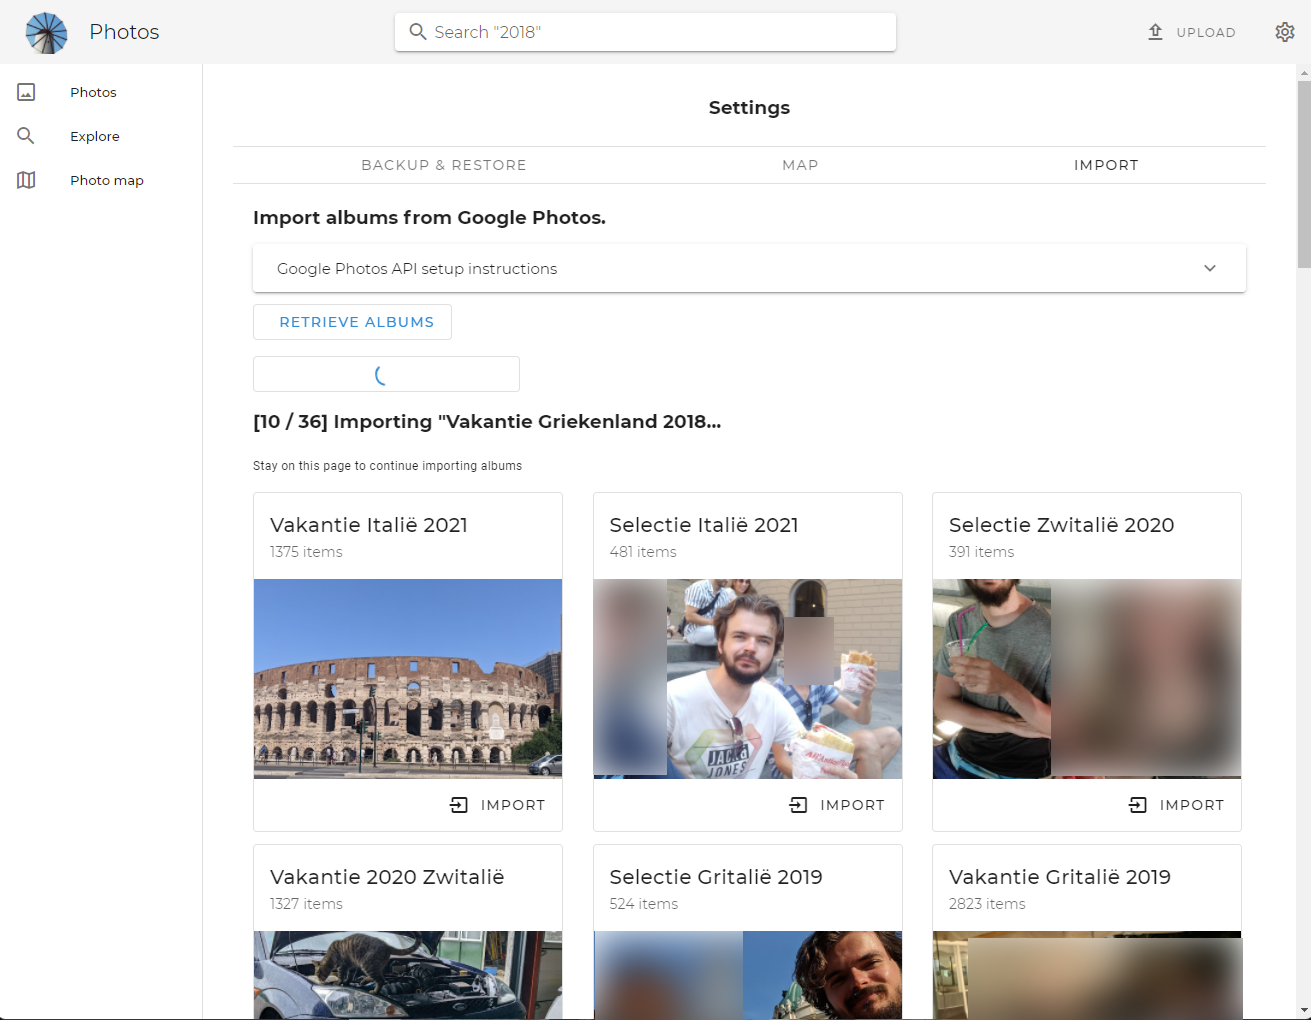 Photos
Search "2018"
UPLOAD
Photos
Explore
Photo map
Settings
BACKUP & RESTORE
MAP
IMPORT
Import albums from Google Photos.
Google Photos API setup instructions
RETRIEVE ALBUMS
[10 / 36] Importing "Vakantie Griekenland 2018...
Stay on this page to continue importing albums
Vakantie Italië 2021
1375 items
IMPORT
Selectie Italië 2021
481 items
JACK &
JONES
IMPORT
Selectie Zwitalië 2020
391 items
IMPORT
Vakantie 2020 Zwitalië
1327 items
Selectie Gritalië 2019
524 items
Vakantie Gritalië 2019
2823 items